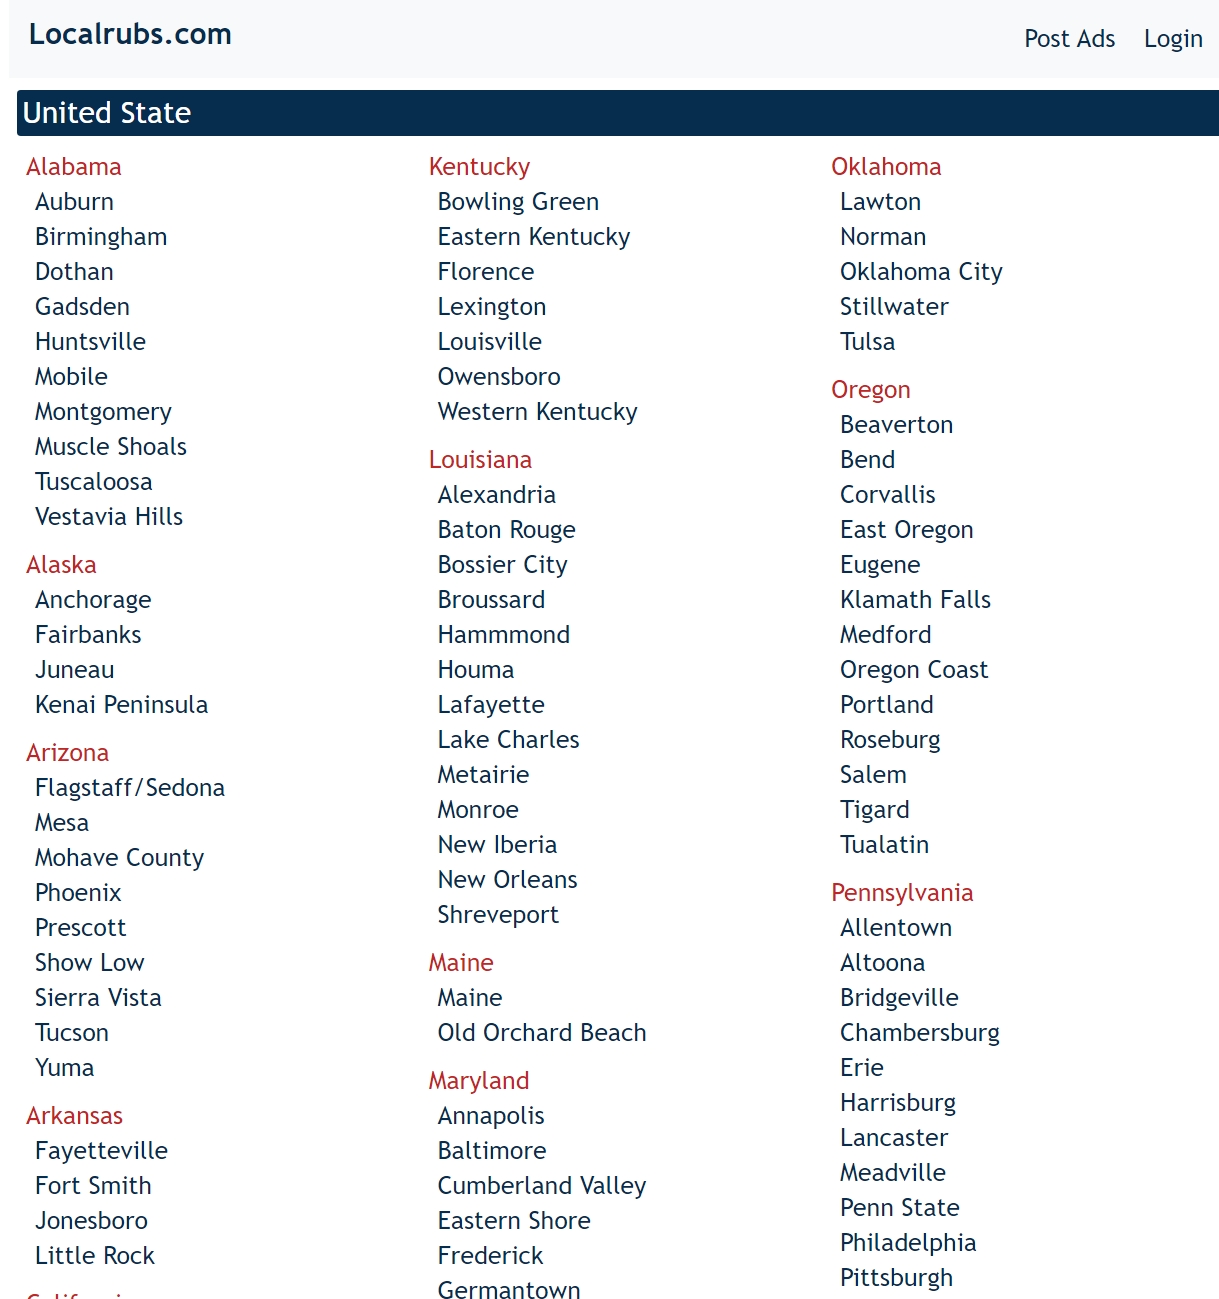 Localrubs.com
Post Ads Login
United State
Alabama
Auburn
Birmingham
Dothan
Gadsden
Huntsville
Mobile
Montgomery
Muscle Shoals
Tuscaloosa
Vestavia Hills
Alaska
Anchorage
Fairbanks
Juneau
Kenai Peninsula
Arizona
Flagstaff/Sedona
Mesa
Mohave County
Phoenix
Prescott
Show Low
Sierra Vista
Tucson
Yuma
Arkansas
Fayetteville
Fort Smith
Jonesboro
Little Rock
Kentucky
Bowling Green
Eastern Kentucky
Florence
Lexington
Louisville
Owensboro
Western Kentucky
Louisiana
Alexandria
Baton Rouge
Bossier City
Broussard
Hammmond
Houma
Lafayette
Lake Charles
Metairie
Monroe
New Iberia
New Orleans
Shreveport
Maine
Maine
Old Orchard Beach
Maryland
Annapolis
Baltimore
Cumberland Valley
Eastern Shore
Frederick
Germantown
Oklahoma
Lawton
Norman
Oklahoma City
Stillwater
Tulsa
Oregon
Beaverton
Bend
Corvallis
East Oregon
Eugene
Klamath Falls
Medford
Oregon Coast
Portland
Roseburg
Salem
Tigard
Tualatin
Pennsylvania
Allentown
Altoona
Bridgeville
Chambersburg
Erie
Harrisburg
Lancaster
Meadville
Penn State
Philadelphia
Pittsburgh